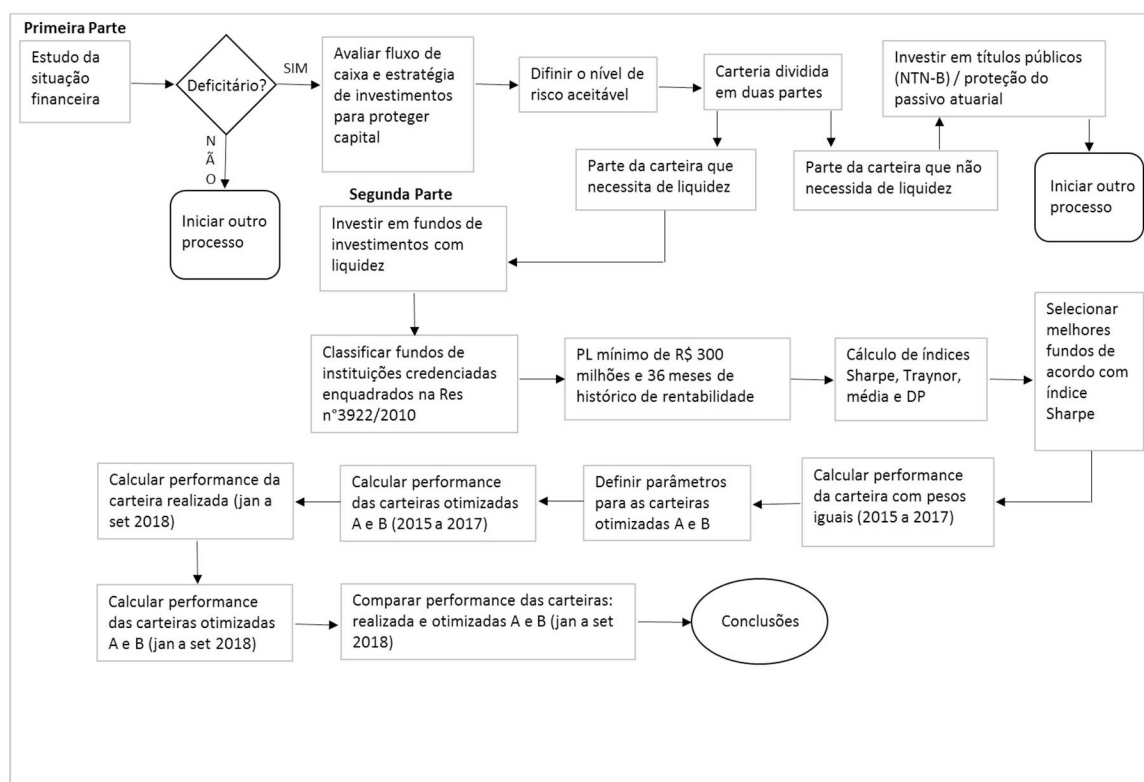 Primeira Parte
Estudo da
situação
financeira
Deficitário?
SIM
NÃO
Iniciar outro
processo
Avaliar fluxo de
caixa e estratégia
de investimentos
para proteger
capital
Difinir o nível de
risco aceitável
Carteria dividida
em duas partes
Investir em títulos públicos
(NTN-B) / proteção do
passivo atuarial
Parte da carteira que
necessita de liquidez
Parte da carteira que não
necessida de liquidez
Iniciar outro
processo
Segunda Parte
Investir em fundos de
investimentos com
liquidez
Classificar fundos de
instituições credenciadas
enquadrados na Res
n°3922/2010
PL mínimo de R$ 300
milhões e 36 meses de
histórico de rentabilidade
Cálculo de índices
Sharpe, Traynor,
média e DP
Selecionar
melhores
fundos de
acordo com
índice
Sharpe
Calcular performance
da carteira com pesos
iguais (2015 a 2017)
Definir parâmetros
para as carteiras
otimizadas A e B
Calcular performance
das carteiras otimizadas
A e B (2015 a 2017)
Calcular performance da
carteira realizada (jan a
set 2018)
Calcular performance
das carteiras otimizadas
A e B (jan a set 2018)
Comparar performance das carteiras:
realizada e otimizadas A e B (jan a set
2018)
Conclusões